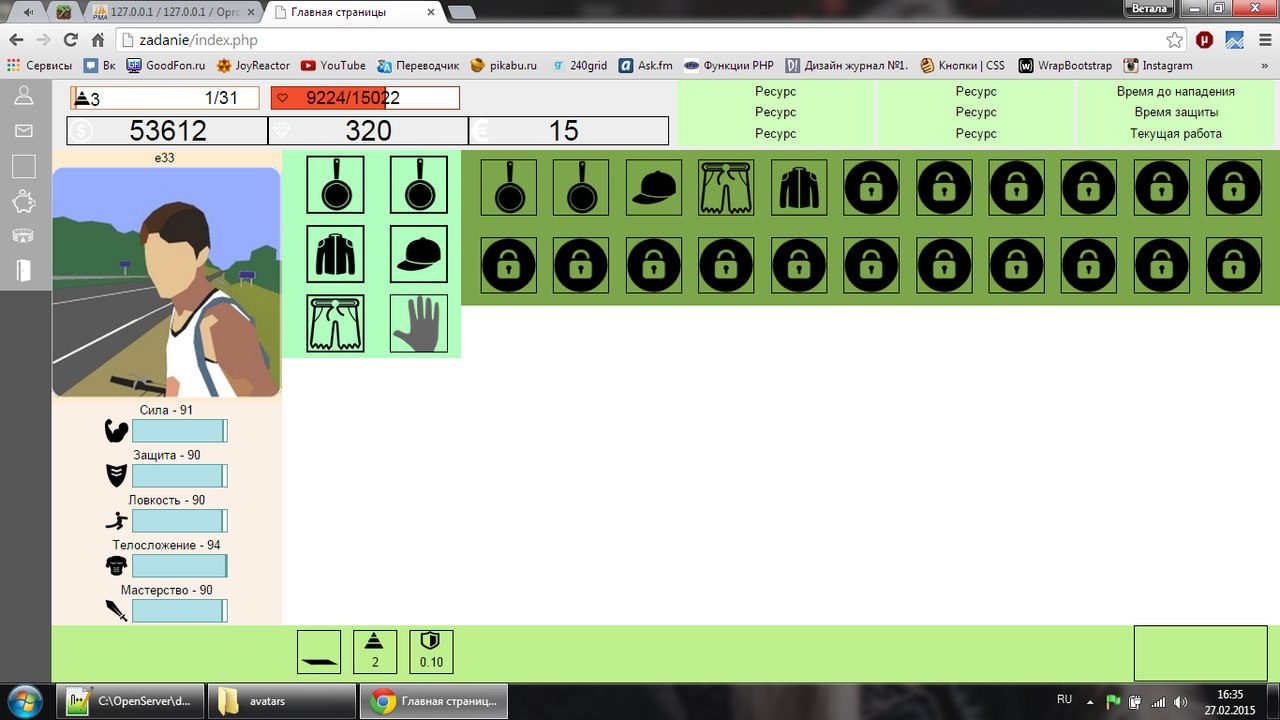 127.0.0.1 / 127.0.0.1 / Opro
Главная страницы
Ветала
zadanie/index.php
Сервисы
Вк
GoodFon.ru
JoyReactor
YouTube
Переводчик
pikabu.ru
240grid
Ask.fm
Функции PHP
Дизайн журнал №1.
Кнопки | CSS
WrapBootstrap
Instagram
»
3
1/31
9224/15022
53612
320
15
Ресурс
Ресурс
Время до нападения
Ресурс
Ресурс
Время защиты
Ресурс
Ресурс
Текущая работа
e33
Сила - 91
Защита - 90
Ловкость - 90
Телосложение - 94
Мастерство - 90
2
0.10
C:\OpenServer\d...
avatars
Главная страниц...
RU
16:35
27.02.2015